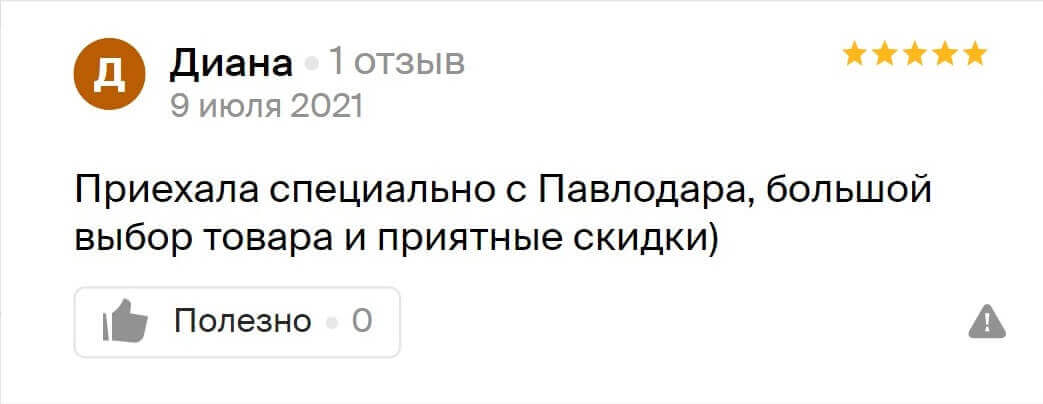 Д
Диана • 1 отзыв
9 июля 2021
Приехала специально с Павлодара, большой
выбор товара и приятные скидки)
Полезно • 0